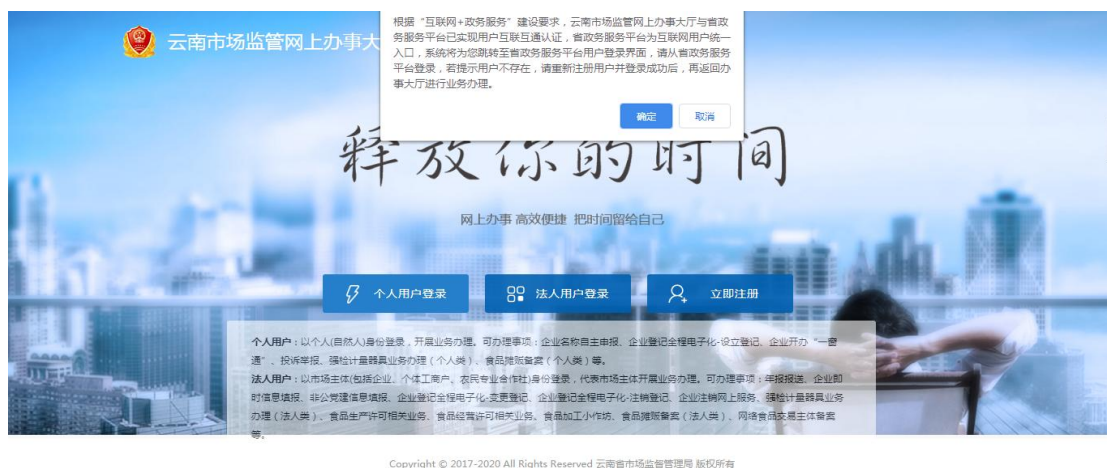 根据“互联网+政务服务”建设要求，云南市场监管网上办事大厅与省政
务服务平台已实现用户互联互通认证，省政务服务平台为互联网用户统一
入口，系统将为您跳转至省政务服务平台用户登录界面，请从省政务服务
平台登录，若提示用户不存在，请重新注册用户并登录成功后，再返回办
事大厅进行业务办理。
云南市场监管网上办事大
确定 取消
释放你的时间
网上办事 高效便捷 把时间留给自己
个人用户登录 法人用户登录 立即注册
个人用户：以个人(自然人)身份登录，开展业务办理。可办理事项：企业名称自主申报、企业登记全程电子化-设立登记、企业开办“一窗
通”、投诉举报、强检计量器具业务办理（个人类）、食品摊贩备案（个人类）等。
法人用户：以市场主体(包括企业、个体工商户、农民专业合作社)身份登录，代表市场主体开展业务办理。可办理事项：年报报送、企业即
时信息填报、非公党建信息填报、企业登记全程电子化-变更登记、企业登记全程电子化-注销登记、企业注销网上服务、强检计量器具业务
办理（法人类）、食品生产许可相关业务、食品经营许可相关业务、食品加工小作坊、食品摊贩备案（法人类）、网络食品交易主体备案
等。
Copyright © 2017-2020 All Rights Reserved 云南省市场监督管理局 版权所有